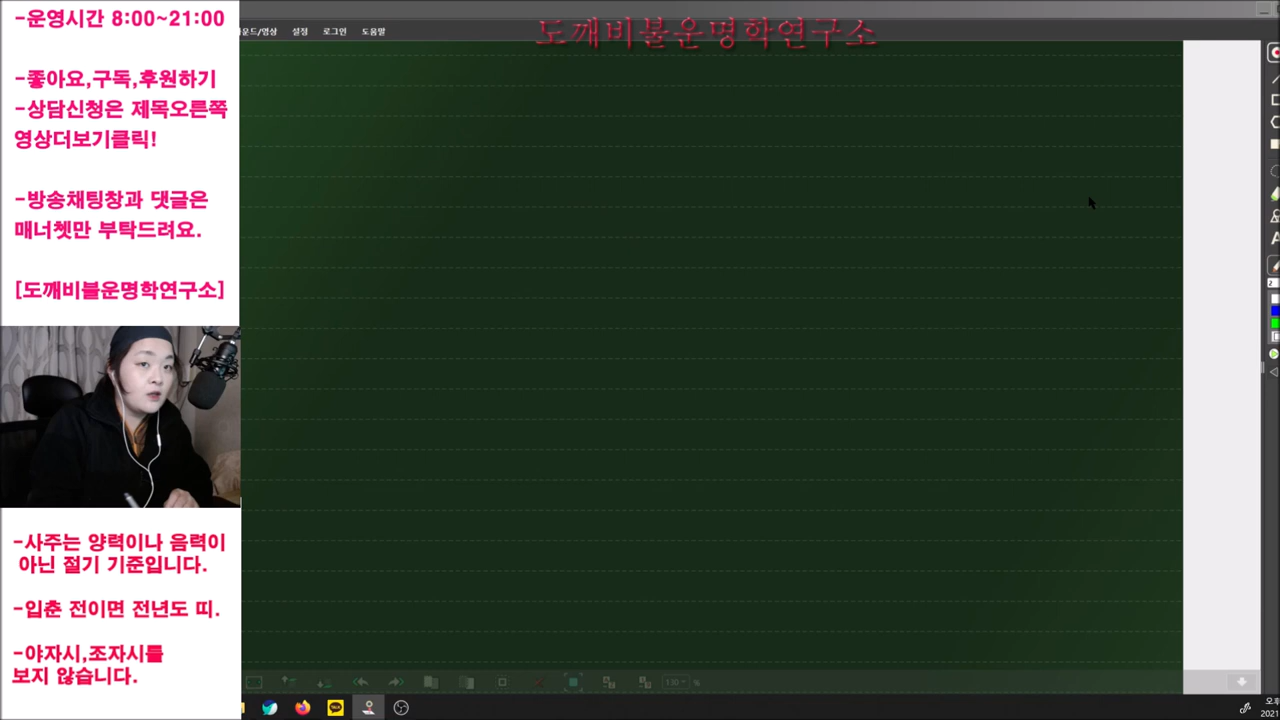 -운영시간 8:00~21:00
-좋아요,구독,후원하기
-상담신청은 제목오른쪽
영상더보기클릭!
-방송채팅창과 댓글은
매너쳇만 부탁드려요.
[도깨비불운명학연구소]
-사주는 양력이나 음력이
아닌 절기 기준입니다.
-입춘 전이면 전년도 띠.
-야자시,조자시를
보지 않습니다.
도깨비불운명학연구소
설정 로그인 도움말
130 %
2021